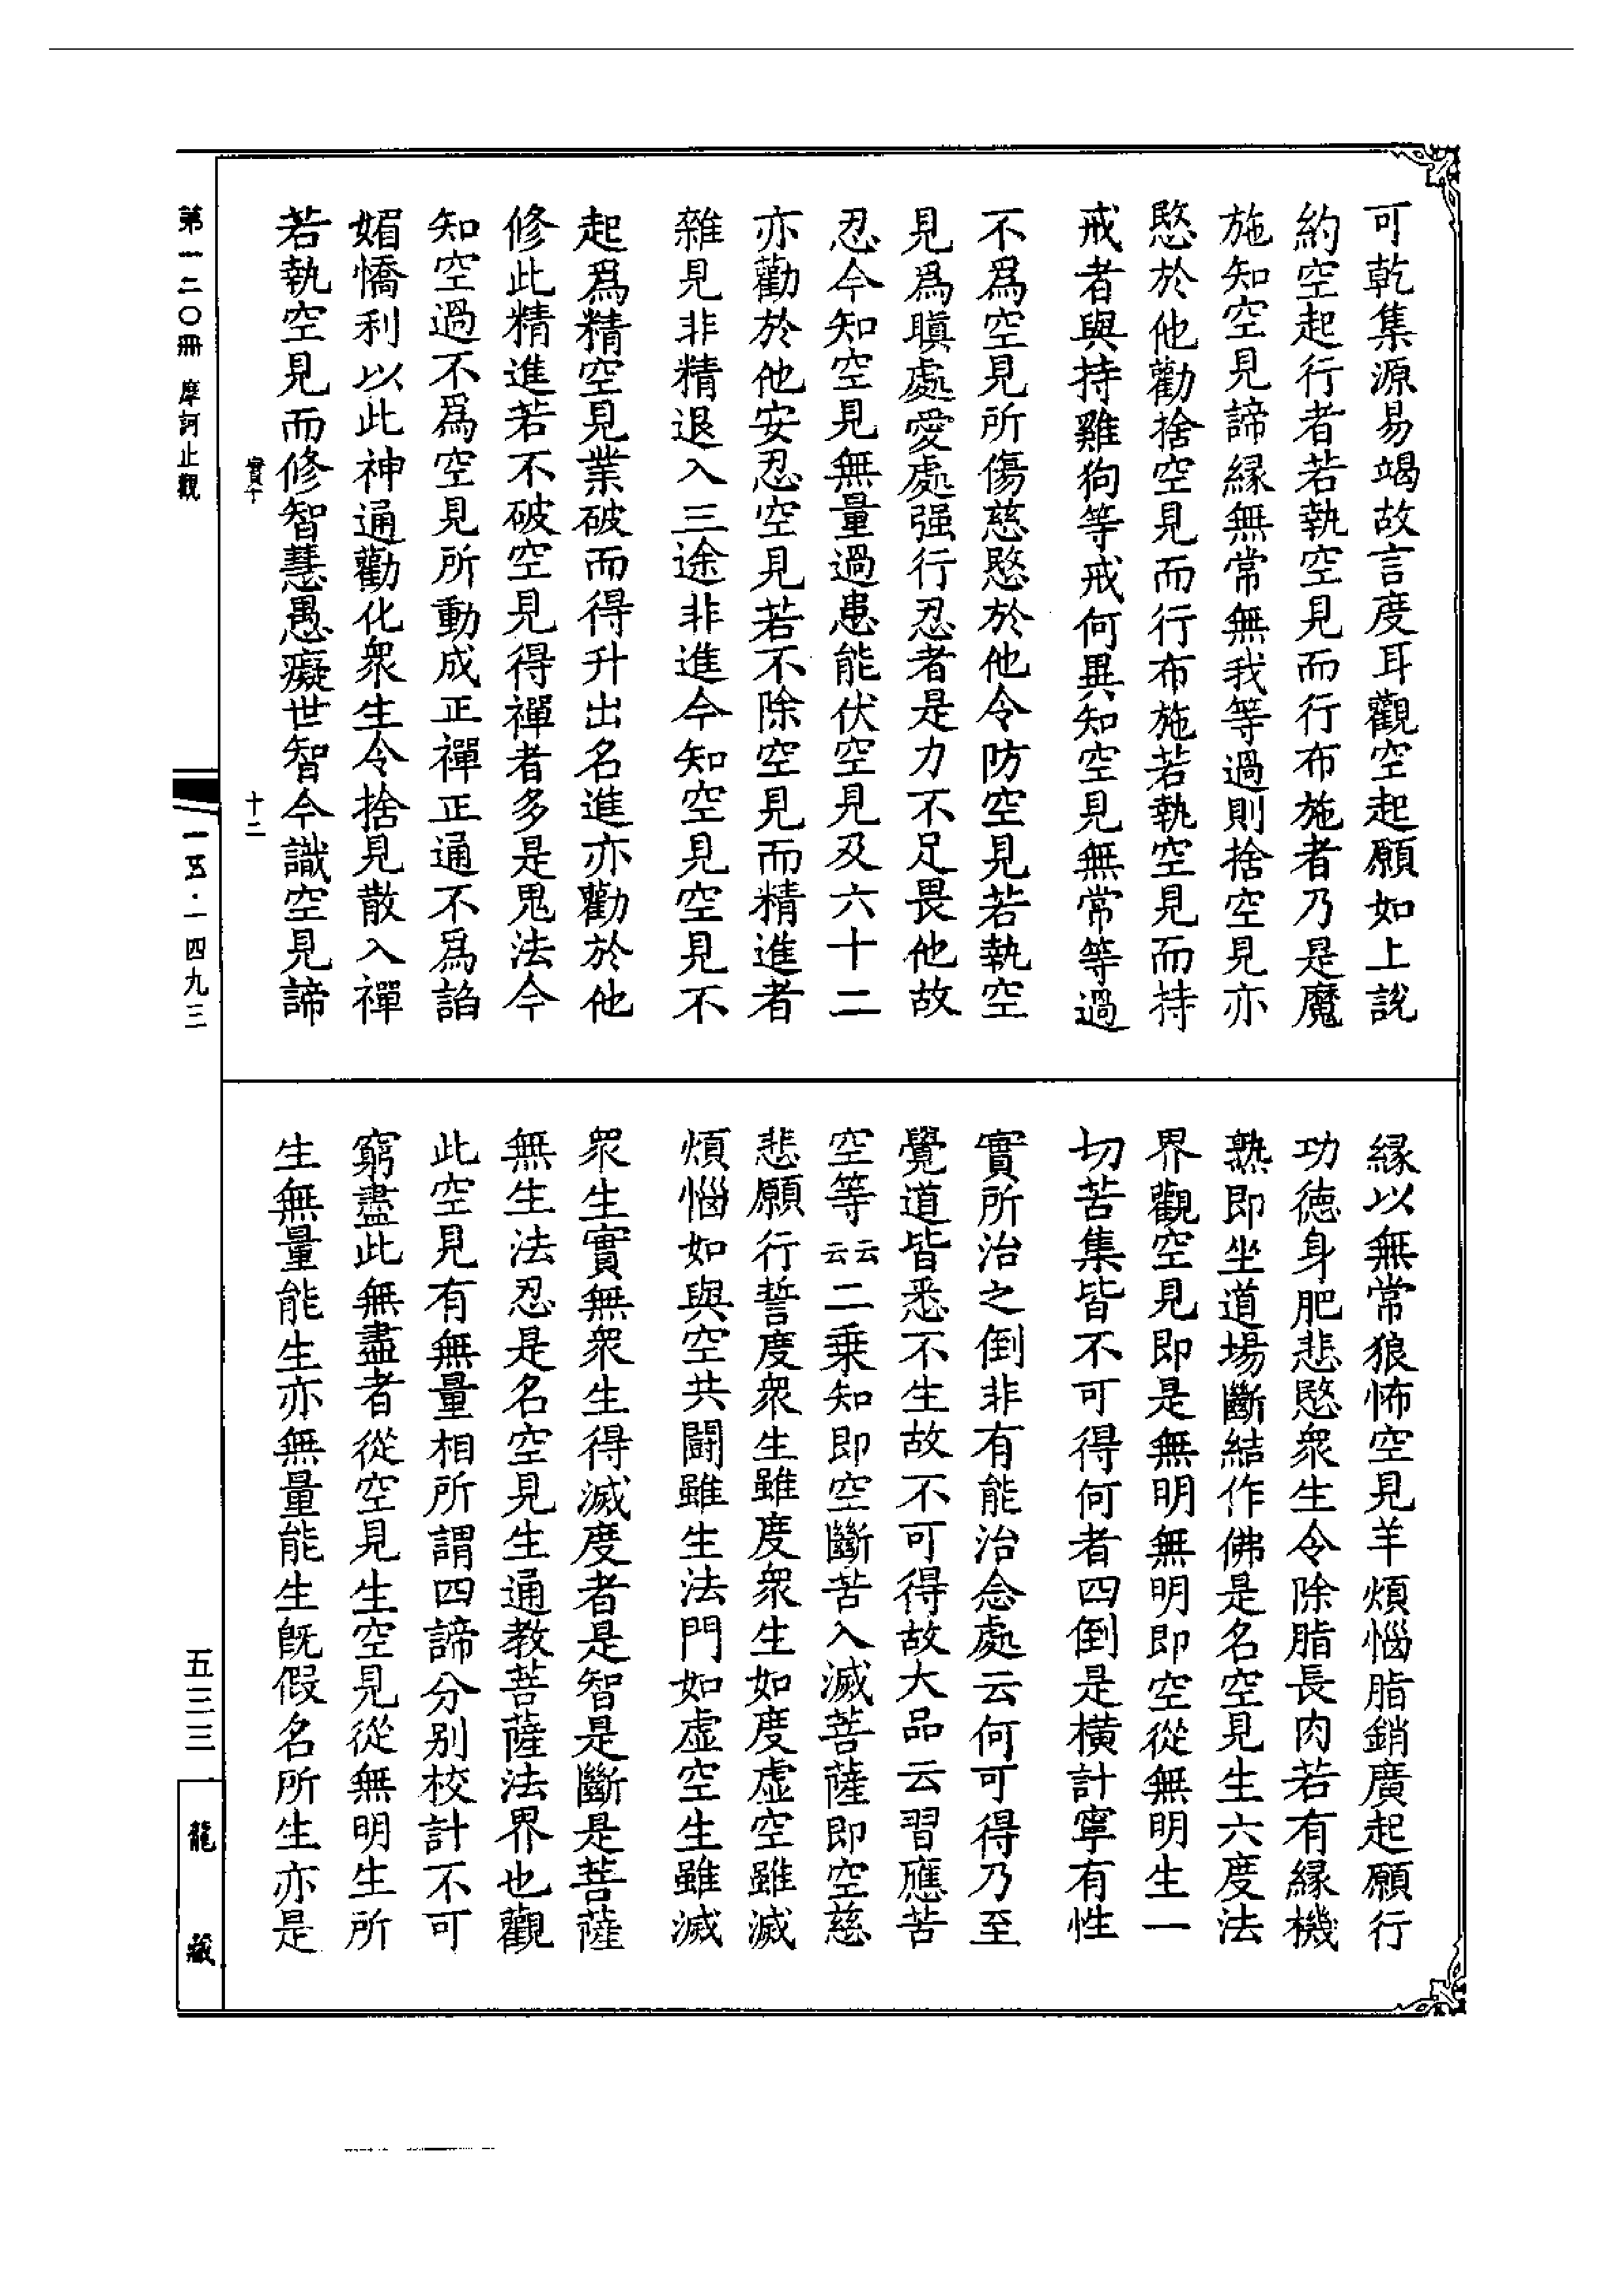 可乾集源易竭故言度耳觀空起願如上說
約空起行者若執空見而行布施者乃是魔
施知空見諦緣無常無我等過則捨空見亦
愍於他勸捨空見而行布施若執空見而持
戒者與持雞狗等戒何異知空見無常等過
不爲空見所傷慈愍於他令防空見若執空
見爲瞋處愛處强行忍者是力不足畏他故
忍今知空見無量過患能伏空見及六十二
亦勸於他安忍空見若不除空見而精進者
雜見非精退入三途非進今知空見空見不
起爲精空見業破而得升出名進亦勸於他
修此精進若不破空見得禪者多是鬼法今
知空過不爲空見所動成正禪正通不爲諂
媚憍利以此神通勸化衆生令捨見散入禪
若執空見而修智慧愚癡世智今識空見諦
緣以無常狼怖空見羊煩惱脂銷廣起願行
功德身肥悲愍衆生令除脂長肉若有緣機
熟即坐道場斷結作佛是名空見生六度法
界觀空見即是無明無明即空從無明生一
切苦集皆不可得何者四倒是橫計寧有性
實所治之倒非有能治念處云何可得乃至
覺道皆悉不生故不可得故大品云習應苦
空等云云二乘知即空斷苦入滅菩薩即空慈
悲願行誓度衆生雖度衆生如度虛空雖滅
煩惱如與空共鬪雖生法門如虛空生雖滅
衆生實無衆生得滅度者是智是斷是菩薩
無生法忍是名空見生通教菩薩法界也觀
此空見有無量相所謂四諦分別校計不可
窮盡此無盡者從空見生空見從無明生所
生無量能生亦無量能生旣假名所生亦是
實十
十二
第一二〇冊 摩訶止觀
一五·一四九三
五三三
龍藏